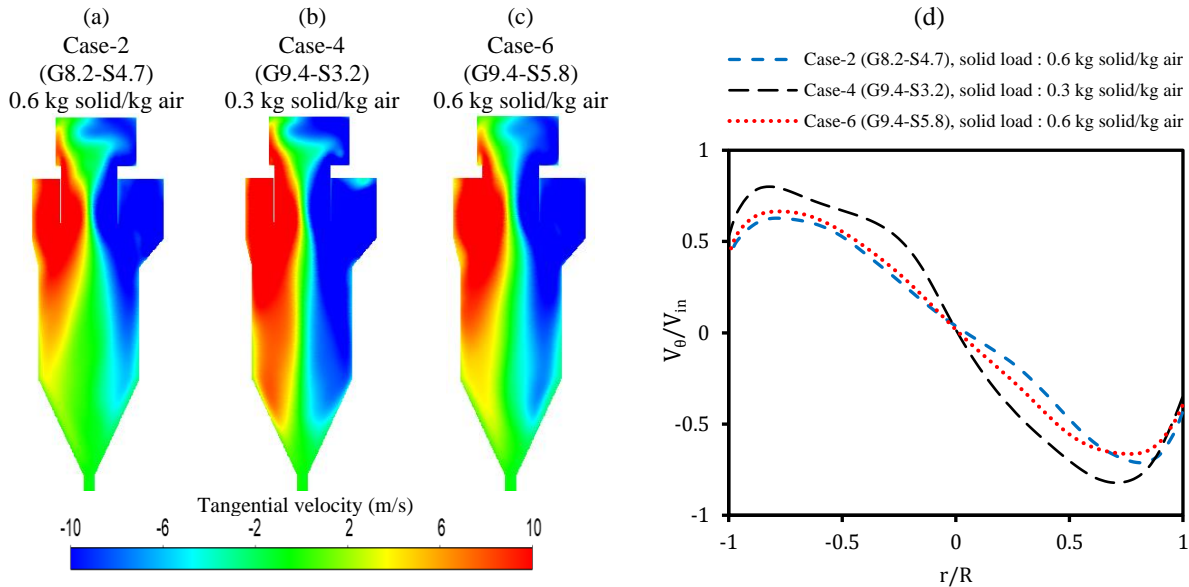 (a)
Case-2
(G8.2-S4.7)
0.6 kg solid/kg air
(b)
Case-4
(G9.4-S3.2)
0.3 kg solid/kg air
(c)
Case-6
(G9.4-S5.8)
0.6 kg solid/kg air
Tangential velocity (m/s)
-10 -6 -2 2 6 10
(d)
Case-2 (G8.2-S4.7), solid load : 0.6 kg solid/kg air
Case-4 (G9.4-S3.2), solid load : 0.3 kg solid/kg air
Case-6 (G9.4-S5.8), solid load : 0.6 kg solid/kg air
1
0.5
0
-0.5
-1
V_θ/V_in
-1 -0.5 0 0.5 1
r/R